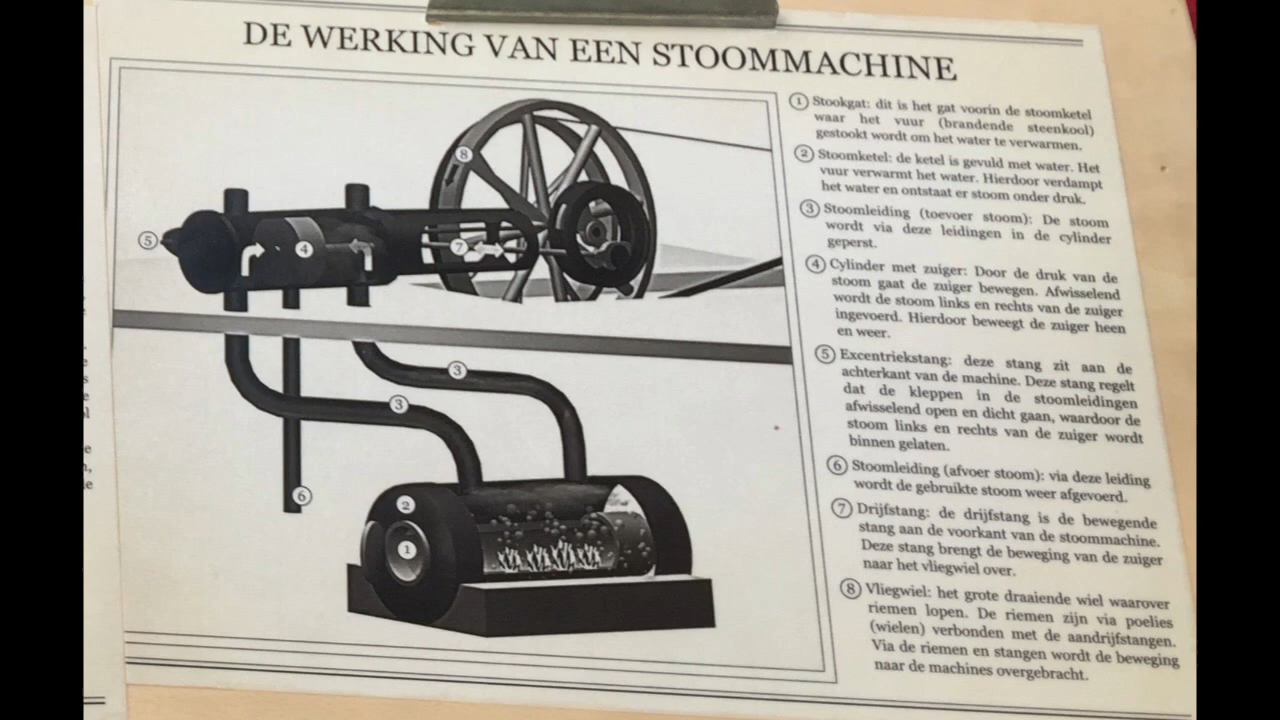 DE WERKING VAN EEN STOOMMACHINE
① Stookgat: dit is het gat voorin de stoomketel
waar het vuur (brandende steenkool)
gestookt wordt om het water te verwarmen.
② Stoomketel: de ketel is gevuld met water. Het
vuur verwarmt het water. Hierdoor verdampt
het water en ontstaat er stoom onder druk.
③ Stoomleiding (toevoer stoom): De stoom
wordt via deze leidingen in de cylinder
geperst.
④ Cylinder met zuiger: Door de druk van de
stoom gaat de zuiger bewegen. Afwisselend
wordt de stoom links en rechts van de zuiger
ingevoerd. Hierdoor beweegt de zuiger heen
en weer.
⑤ Excentriekstang: deze stang zit aan de
achterkant van de machine. Deze stang regelt
dat de kleppen in de stoomleidingen
afwisselend open en dicht gaan, waardoor de
stoom links en rechts van de zuiger wordt
binnen gelaten.
⑥ Stoomleiding (afvoer stoom): via deze leiding
wordt de gebruikte stoom weer afgevoerd.
⑦ Drijfstang: de drijfstang is de bewegende
stang aan de voorkant van de stoommachine.
Deze stang brengt de beweging van de zuiger
naar het vliegwiel over.
⑧ Vliegwiel: het grote draaiende wiel waarover
riemen lopen. De riemen zijn via poelies
(wielen) verbonden met de aandrijfstangen.
Via de riemen en stangen wordt de beweging
naar de machines overgebracht.
⑧
⑤
④
⑦
③
③
⑥
②
①